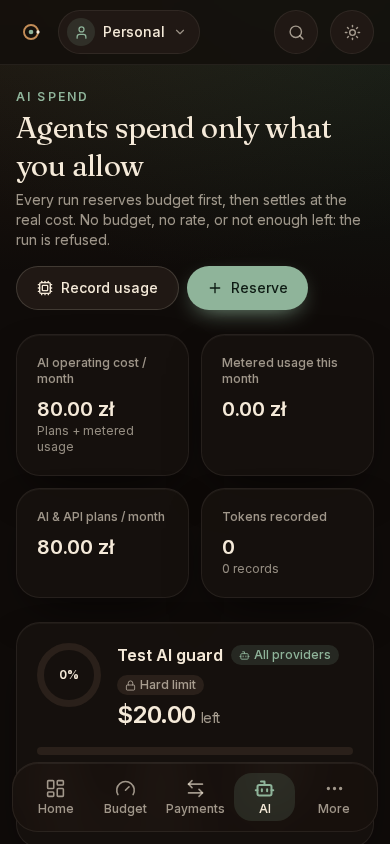 Personal
AI SPEND
Agents spend only what
you allow
Every run reserves budget first, then settles at the
real cost. No budget, no rate, or not enough left: the
run is refused.
Record usage
Reserve
AI operating cost /
month
80.00 zł
Plans + metered
usage
Metered usage this
month
0.00 zł
AI & API plans / month
80.00 zł
Tokens recorded
0
0 records
0%
Test AI guard
All providers
Hard limit
$20.00 left
Home
Budget
Payments
AI
More